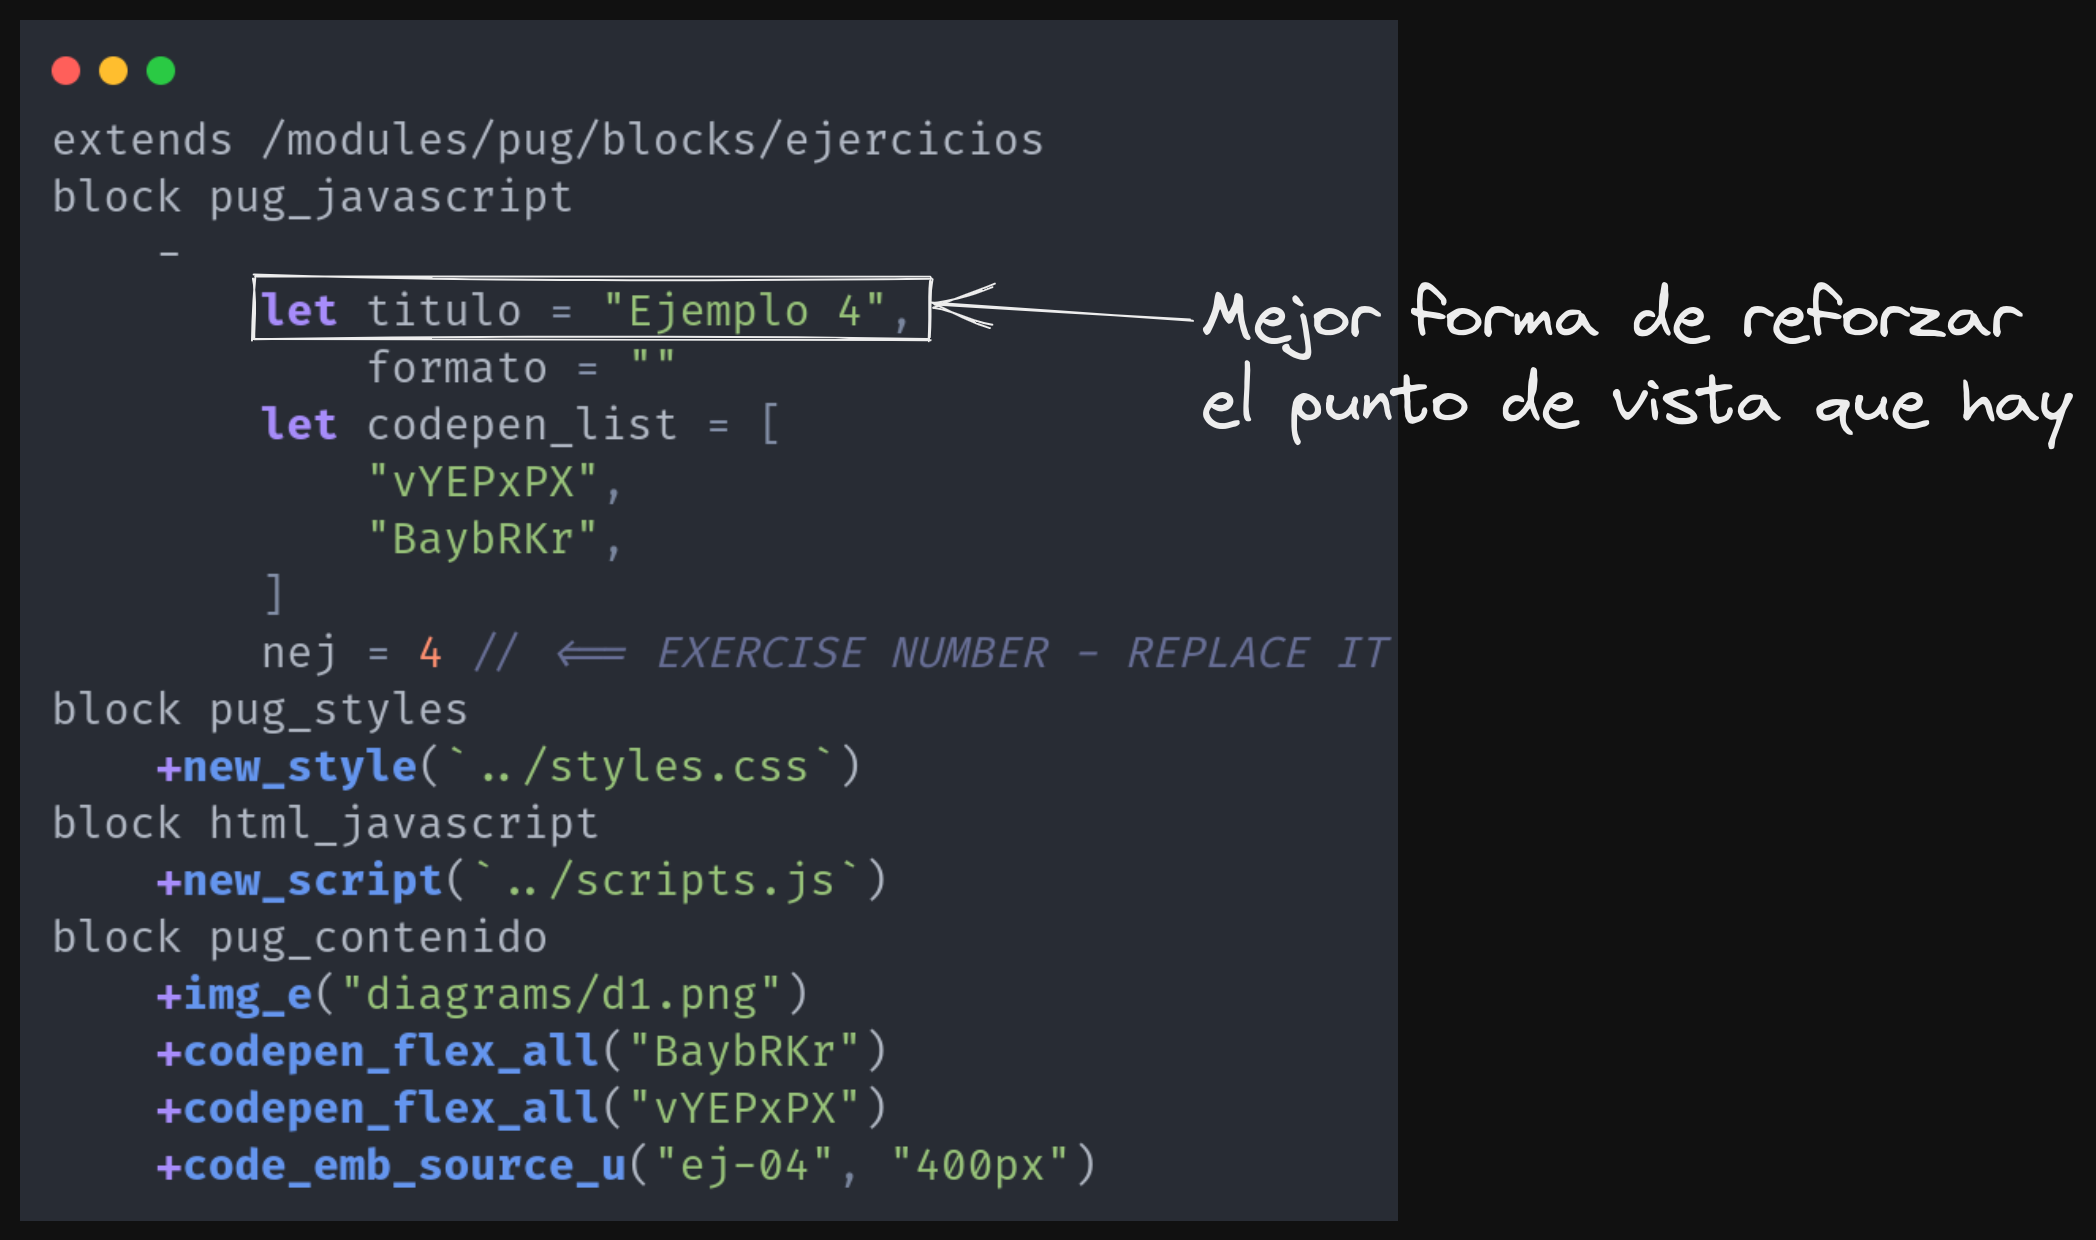 extends /modules/pug/blocks/ejercicios
block pug_javascript
    -
        let titulo = "Ejemplo 4",
            formato = ""
        let codepen_list = [
            "vYEPxPX",
            "BaybRKr",
        ]
        nej = 4 // <== EXERCISE NUMBER - REPLACE IT
block pug_styles
    +new_style(`../styles.css`)
block html_javascript
    +new_script(`../scripts.js`)
block pug_contenido
    +img_e("diagrams/d1.png")
    +codepen_flex_all("BaybRKr")
    +codepen_flex_all("vYEPxPX")
    +code_emb_source_u("ej-04", "400px")
Mejor forma de reforzar
el punto de vista que hay